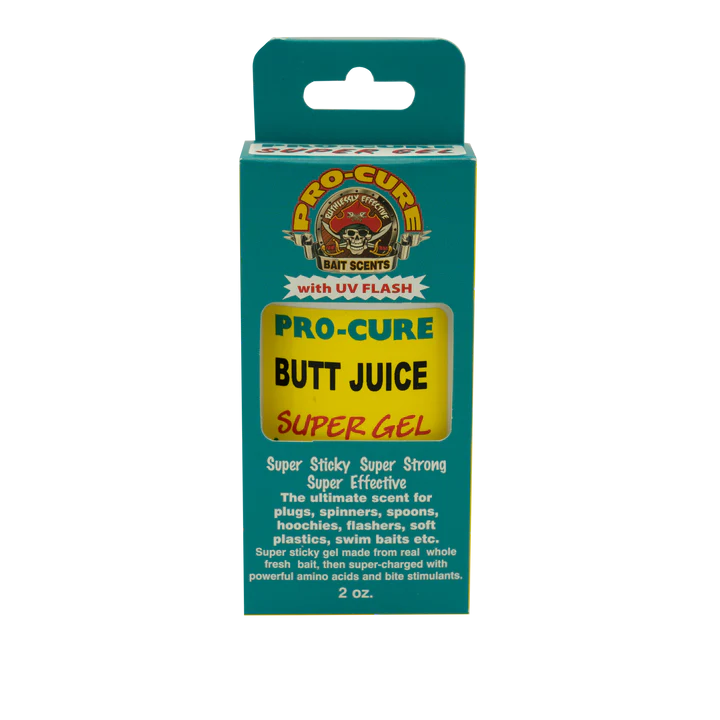 PRO-CURE
SUPER GEL
PRO-CURE
RUTHLESSLY EFFECTIVE
BAIT SCENTS
with UV FLASH
PRO-CURE
BUTT JUICE
SUPER GEL
Super Sticky Super Strong
Super Effective
The ultimate scent for
plugs, spinners, spoons,
hoochies, flashers, soft
plastics, swim baits etc.
Super sticky gel made from real whole
fresh bait, then super-charged with
powerful amino acids and bite stimulants.
2 oz.